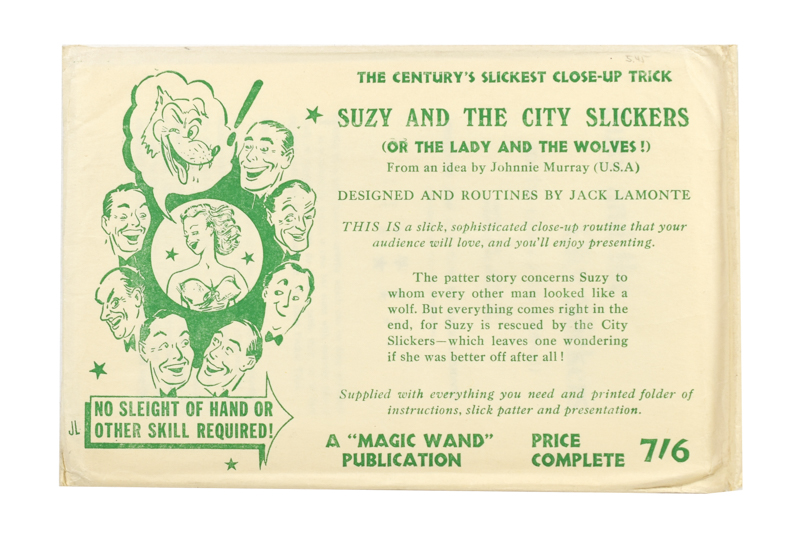 THE CENTURY'S SLICKEST CLOSE-UP TRICK
SUZY AND THE CITY SLICKERS
(OR THE LADY AND THE WOLVES!)
From an idea by Johnnie Murray (U.S.A)
DESIGNED AND ROUTINES BY JACK LAMONTE
THIS IS a slick, sophisticated close-up routine that your
audience will love, and you'll enjoy presenting.
The patter story concerns Suzy to
whom every other man looked like a
wolf. But everything comes right in the
end, for Suzy is rescued by the City
Slickers—which leaves one wondering
if she was better off after all!
Supplied with everything you need and printed folder of
instructions, slick patter and presentation.
A "MAGIC WAND"
PUBLICATION
PRICE
COMPLETE
7/6
!
NO SLEIGHT OF HAND OR
OTHER SKILL REQUIRED!
JL